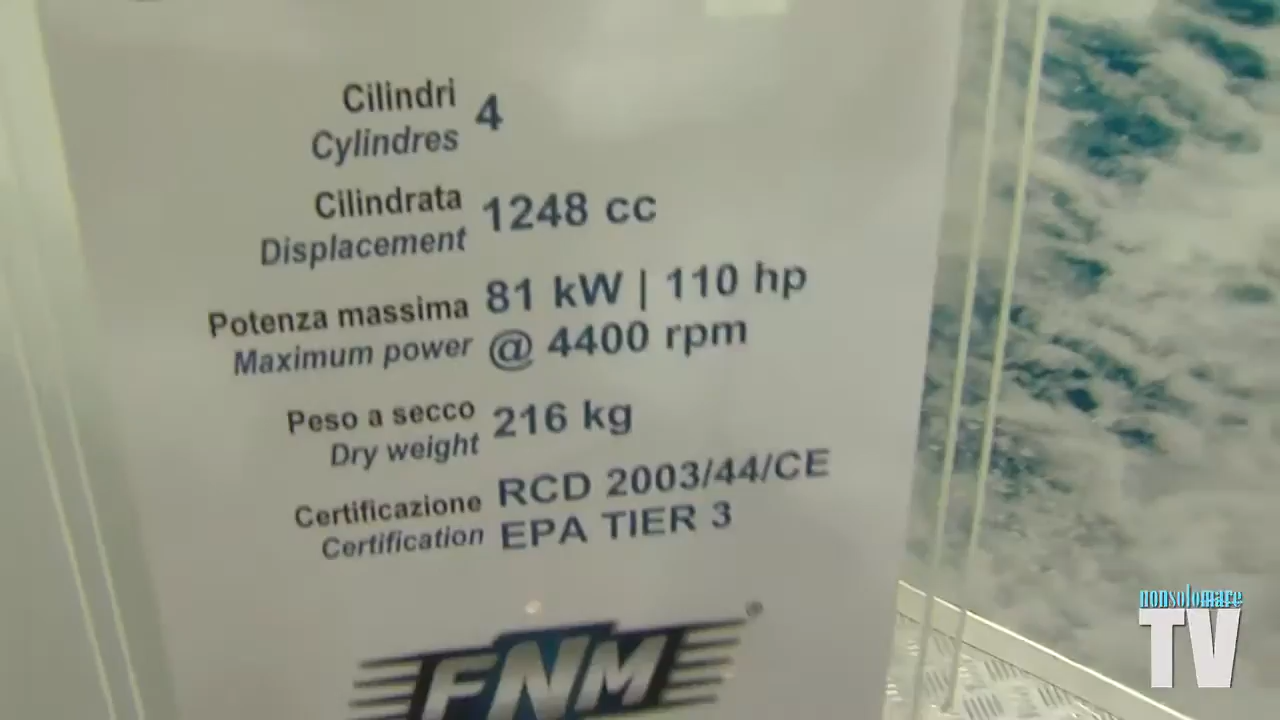 Cilindri
Cylindres
4
Cilindrata
Displacement
1248 cc
Potenza massima
Maximum power
81 kW | 110 hp
@ 4400 rpm
Peso a secco
Dry weight
216 kg
Certificazione
Certification
RCD 2003/44/CE
EPA TIER 3
FNM ®
nonsolomare
TV